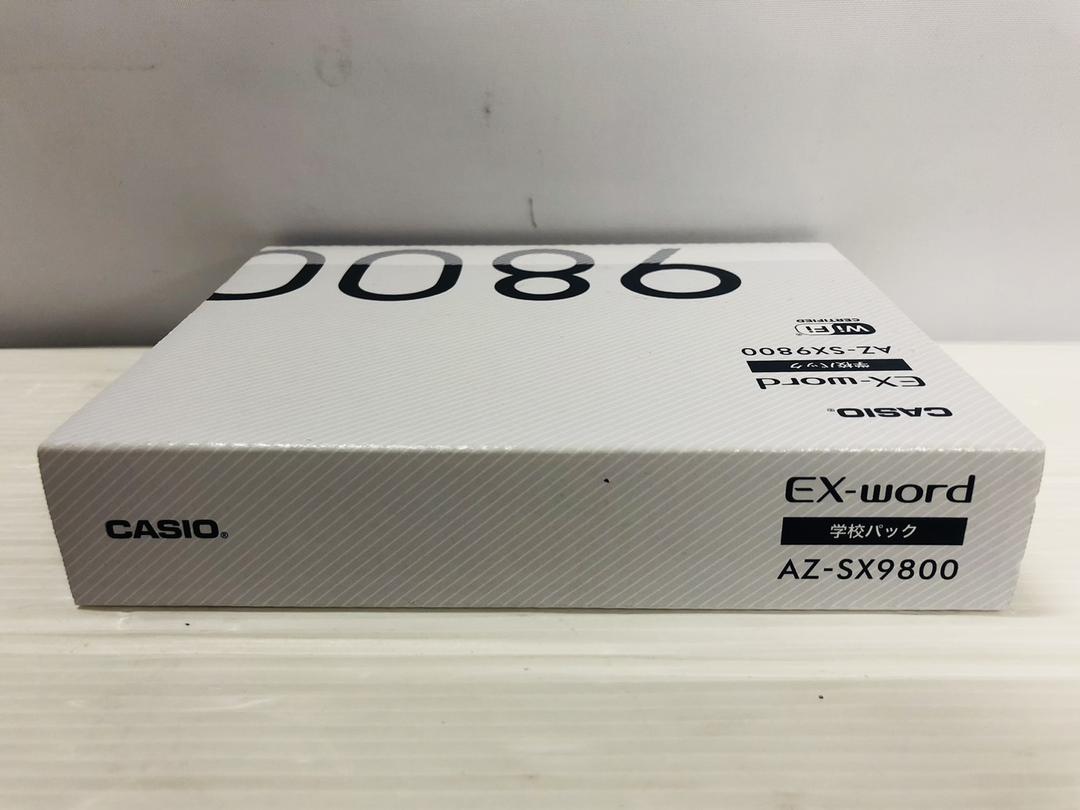 9800
Wi Fi
CERTIFIED
AZ-SX9800
学校パック
EX-word
CASIO®
CASIO®
EX-word
学校パック
AZ-SX9800